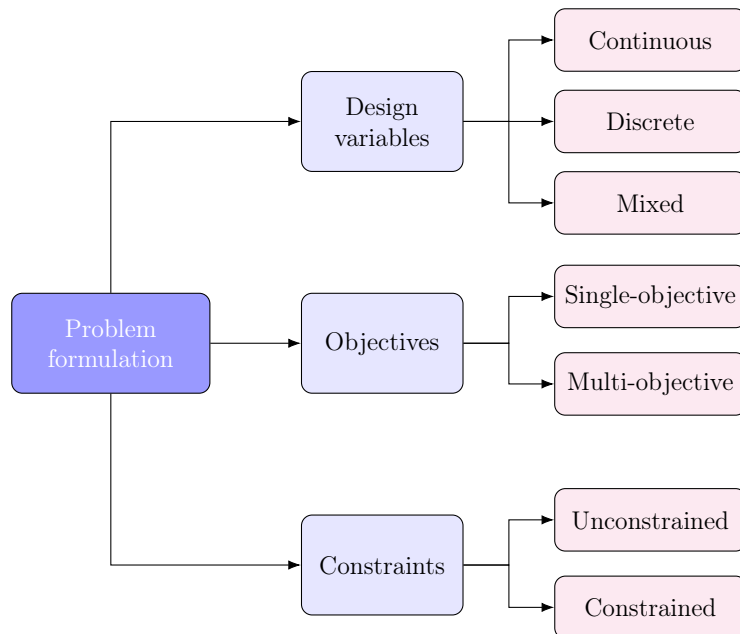 Continuous
Design
variables
Discrete
Mixed
Problem
formulation
Objectives
Single-objective
Multi-objective
Constraints
Unconstrained
Constrained